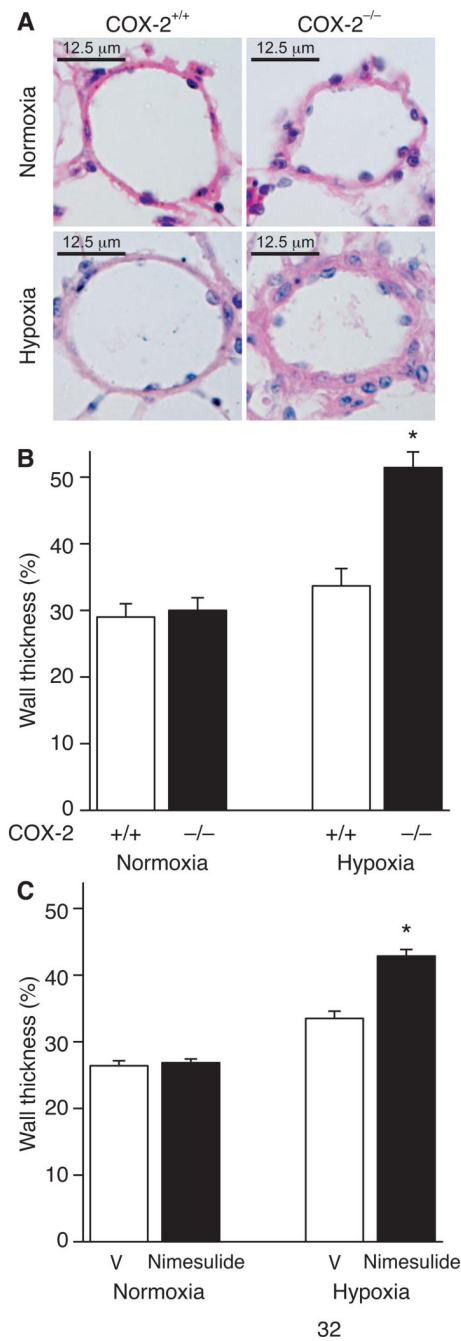 A
COX-2+/+ COX-2–/–
12.5 μm 12.5 μm
Normoxia
12.5 μm 12.5 μm
Hypoxia
B
*
50
40
30
20
10
0
Wall thickness (%)
COX-2 +/+ –/– +/+ –/–
Normoxia Hypoxia
C
*
50
40
30
20
10
0
Wall thickness (%)
V Nimesulide V Nimesulide
Normoxia Hypoxia
32